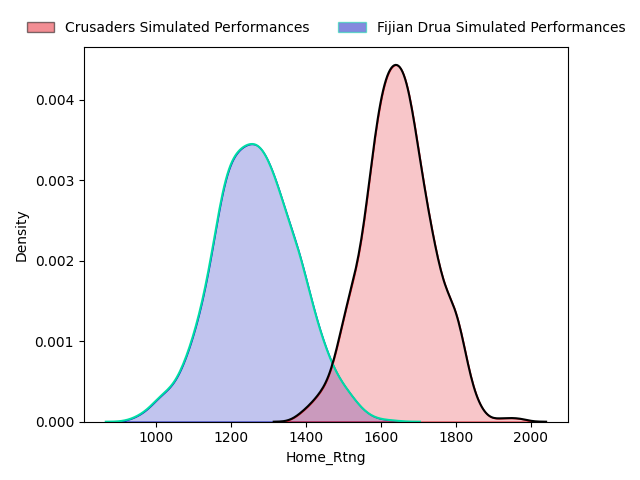 Crusaders Simulated Performances
Fijian Drua Simulated Performances
0.004
0.003
0.002
0.001
0.000
Density
1000 1200 1400 1600 1800 2000
Home_Rtng